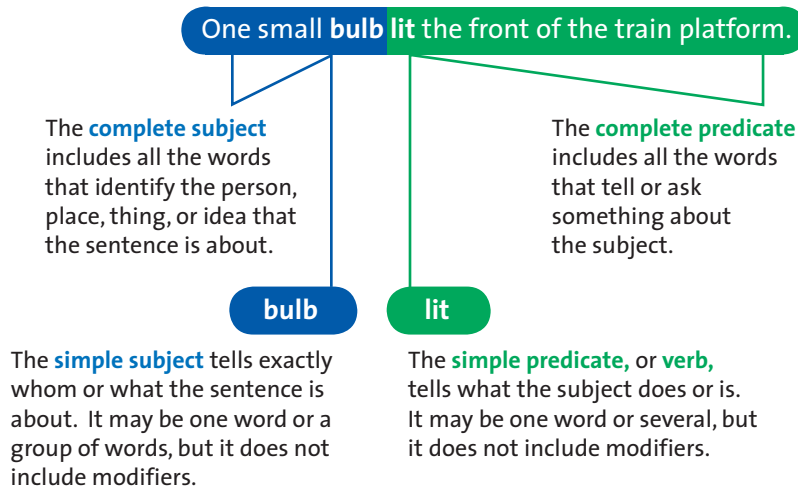 One small bulb lit the front of the train platform.
The complete subject
includes all the words
that identify the person,
place, thing, or idea that
the sentence is about.
The complete predicate
includes all the words
that tell or ask
something about
the subject.
bulb
lit
The simple subject tells exactly
whom or what the sentence is
about. It may be one word or a
group of words, but it does not
include modifiers.
The simple predicate, or verb,
tells what the subject does or is.
It may be one word or several, but
it does not include modifiers.